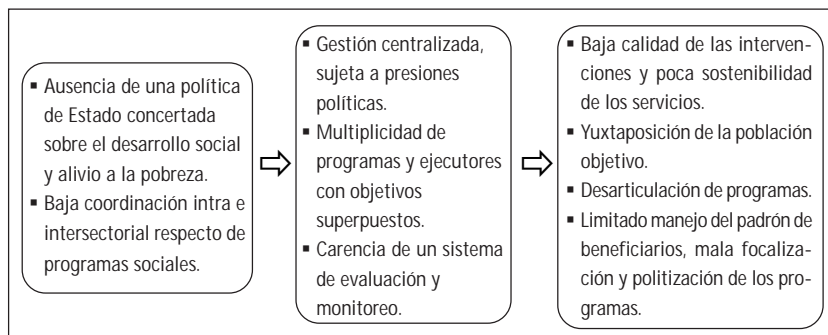 ▪ Ausencia de una política
de Estado concertada
sobre el desarrollo social
y alivio a la pobreza.
▪ Baja coordinación intra e
intersectorial respecto de
programas sociales.
▪ Gestión centralizada,
sujeta a presiones
políticas.
▪ Multiplicidad de
programas y ejecutores
con objetivos
superpuestos.
▪ Carencia de un sistema
de evaluación y
monitoreo.
▪ Baja calidad de las interven-
ciones y poca sostenibilidad
de los servicios.
▪ Yuxtaposición de la población
objetivo.
▪ Desarticulación de programas.
▪ Limitado manejo del padrón de
beneficiarios, mala focaliza-
ción y politización de los pro-
gramas.